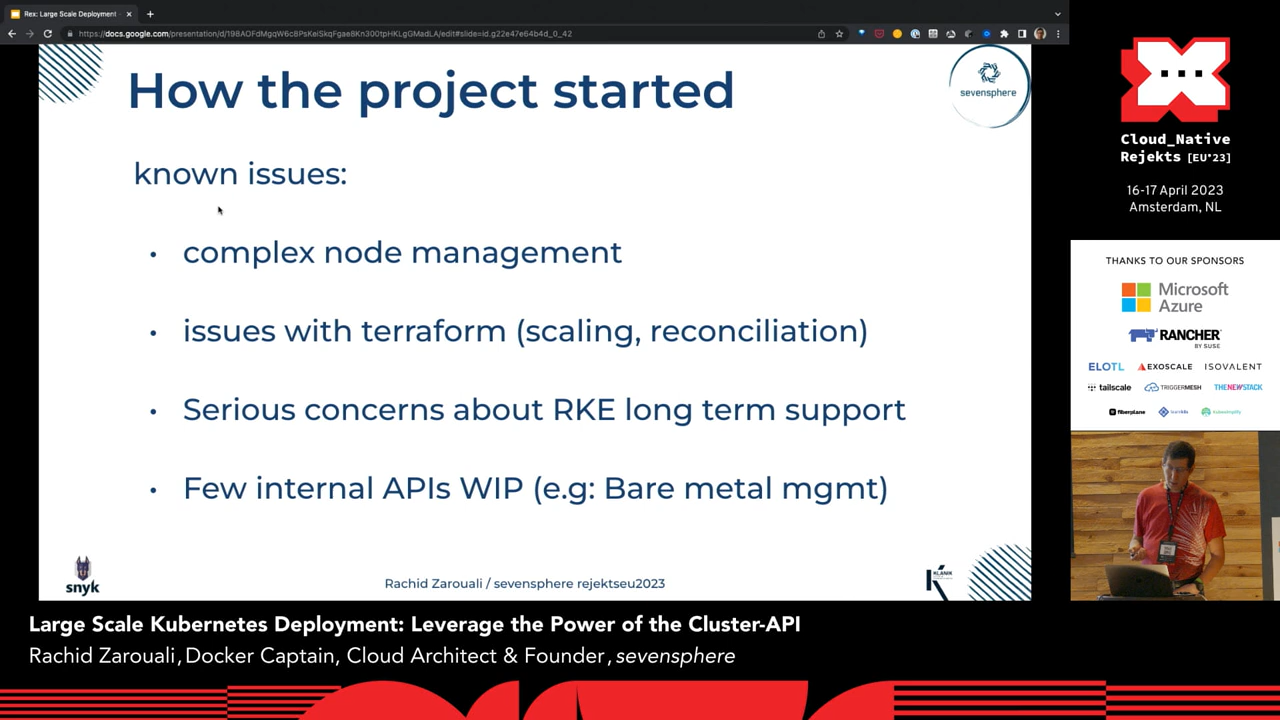 Rex: Large Scale Deployment -
https://docs.google.com/presentation/d/198AOFdMgqW6c8PsKeiSkqFgae8Kn300tpHKLgGMadLA/edit#slide=id.g22e47e64b4d_0_42
How the project started
sevensphere
known issues:
• complex node management
• issues with terraform (scaling, reconciliation)
• Serious concerns about RKE long term support
• Few internal APIs WIP (e.g: Bare metal mgmt)
snyk
Rachid Zarouali / sevensphere rejektseu2023
KLANIK
Cloud_Native
Rejekts [EU'23]
16-17 April 2023
Amsterdam, NL
THANKS TO OUR SPONSORS
Microsoft
Azure
RANCHER
BY SUSE
ELOTL EXOSCALE ISOVALENT
tailscale TRIGGERMESH THENEWSTACK
fiberplane
Large Scale Kubernetes Deployment: Leverage the Power of the Cluster-API
Rachid Zarouali, Docker Captain, Cloud Architect & Founder, sevensphere